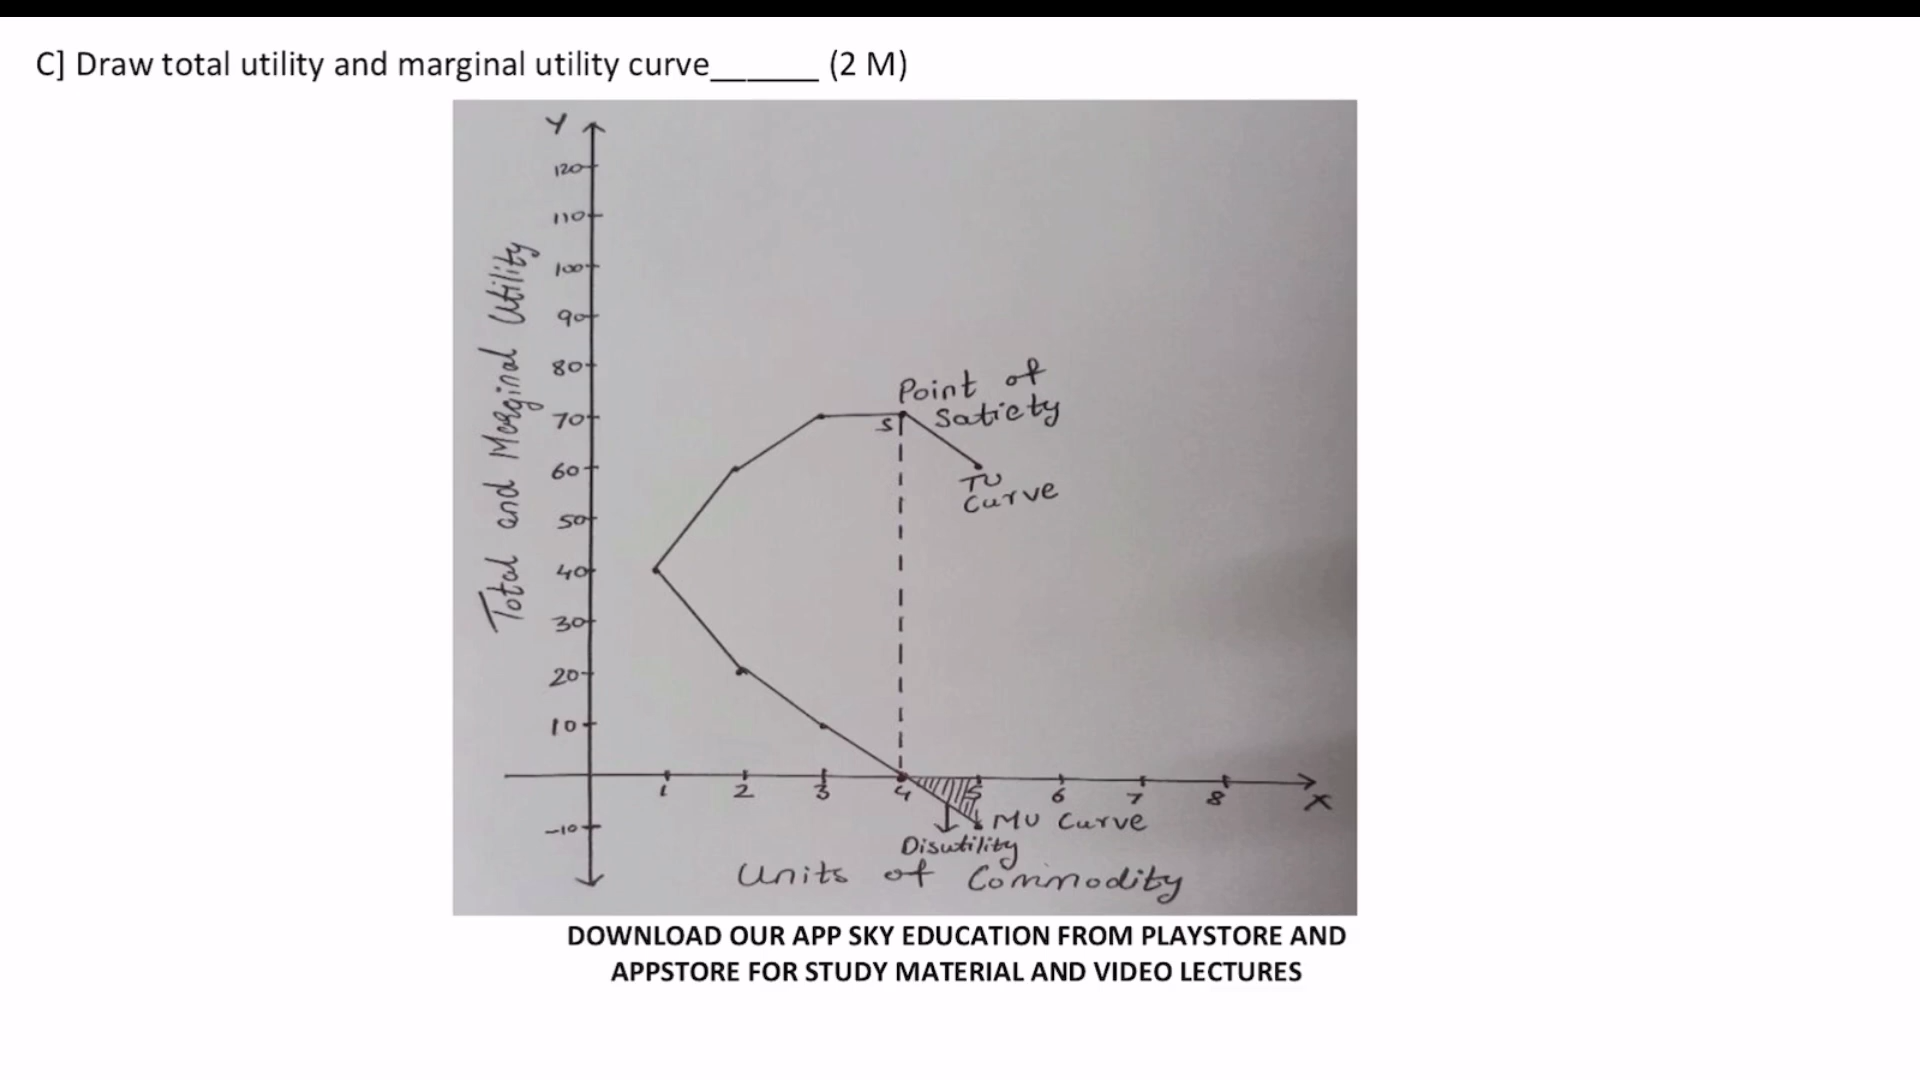 C] Draw total utility and marginal utility curve______ (2 M)
Y
120
110
100
90
80
70
60
50
40
30
20
10
-10
Total and Marginal Utility
Point of
Satiety
S
TU
Curve
1 2 3 4 5 6 7 8 X
MU Curve
Disutility
Units of Commodity
DOWNLOAD OUR APP SKY EDUCATION FROM PLAYSTORE AND
APPSTORE FOR STUDY MATERIAL AND VIDEO LECTURES